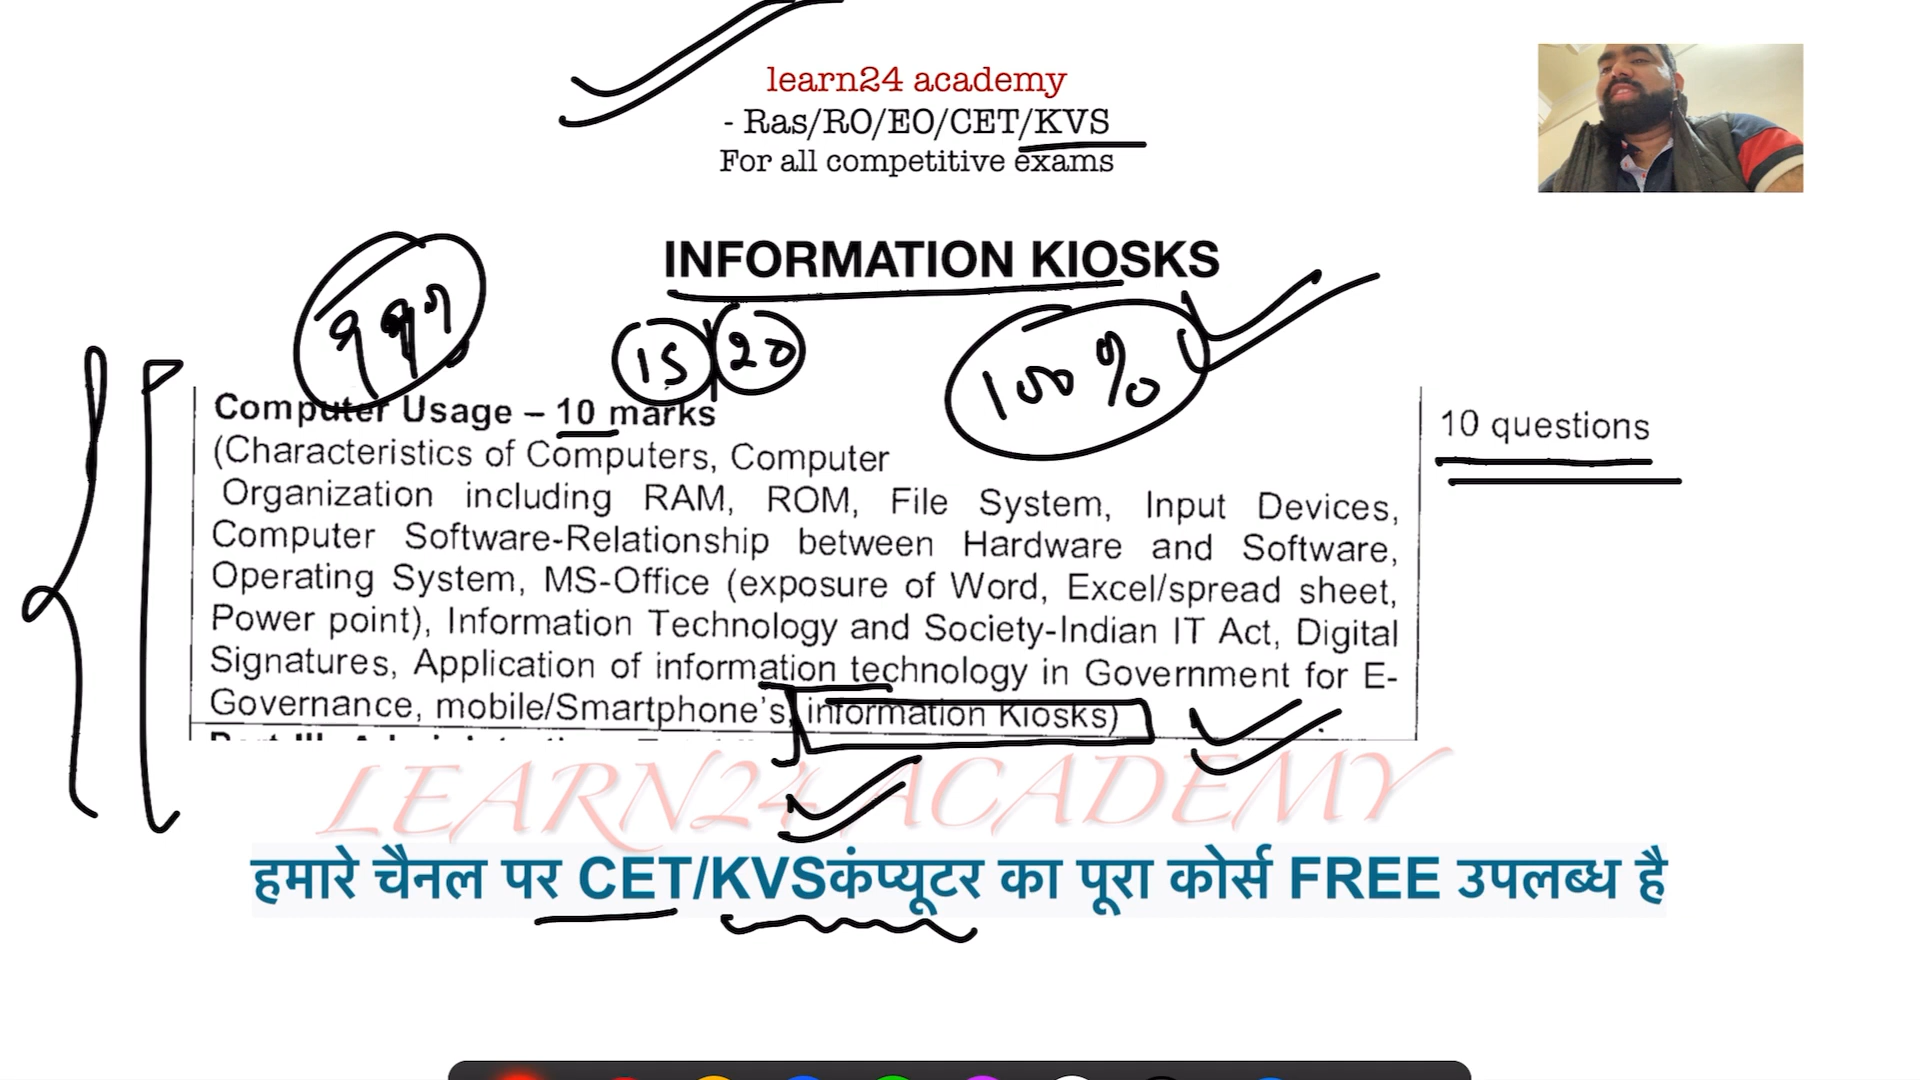 learn24 academy
- Ras/RO/EO/CET/KVS
For all competitive exams
INFORMATION KIOSKS
15 20
100%
Computer Usage – 10 marks
10 questions
(Characteristics of Computers, Computer
Organization including RAM, ROM, File System, Input Devices,
Computer Software-Relationship between Hardware and Software,
Operating System, MS-Office (exposure of Word, Excel/spread sheet,
Power point), Information Technology and Society-Indian IT Act, Digital
Signatures, Application of information technology in Government for E-
Governance, mobile/Smartphone's, information Kiosks)
LEARN24 ACADEMY
हमारे चैनल पर CET/KVSकंप्यूटर का पूरा कोर्स FREE उपलब्ध है